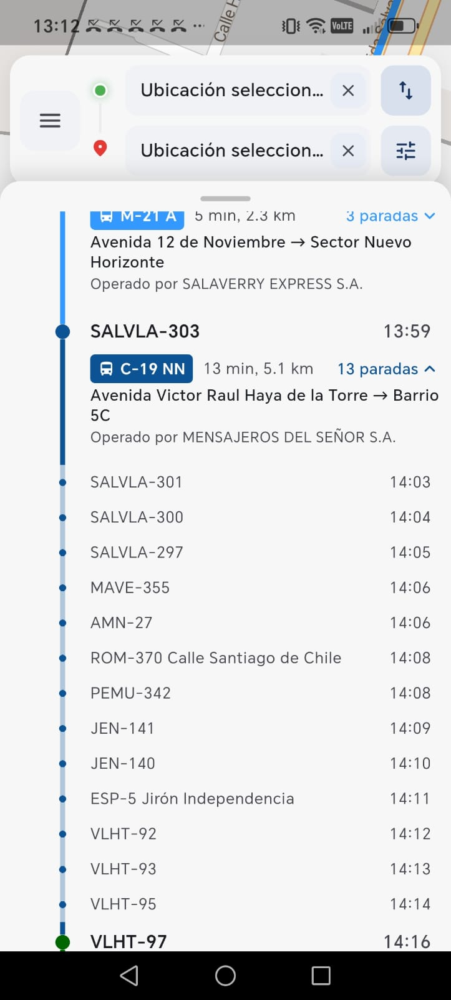 13:12
Calle H
VoLTE
Ubicación seleccion...
Ubicación seleccion...
M-21 A 5 min, 2.3 km 3 paradas
Avenida 12 de Noviembre → Sector Nuevo
Horizonte
Operado por SALAVERRY EXPRESS S.A.
SALVLA-303 13:59
C-19 NN 13 min, 5.1 km 13 paradas
Avenida Victor Raul Haya de la Torre → Barrio
5C
Operado por MENSAJEROS DEL SEÑOR S.A.
SALVLA-301 14:03
SALVLA-300 14:04
SALVLA-297 14:05
MAVE-355 14:06
AMN-27 14:06
ROM-370 Calle Santiago de Chile 14:08
PEMU-342 14:08
JEN-141 14:09
JEN-140 14:10
ESP-5 Jirón Independencia 14:11
VLHT-92 14:12
VLHT-93 14:13
VLHT-95 14:14
VLHT-97 14:16